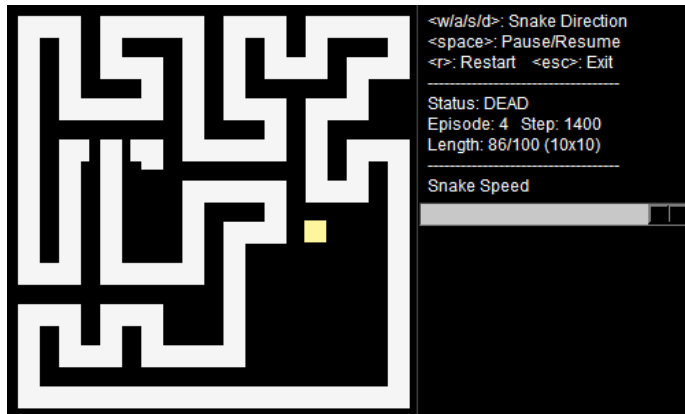 <w/a/s/d>: Snake Direction
<space>: Pause/Resume
<r>: Restart <esc>: Exit
Status: DEAD
Episode: 4 Step: 1400
Length: 86/100 (10x10)
Snake Speed